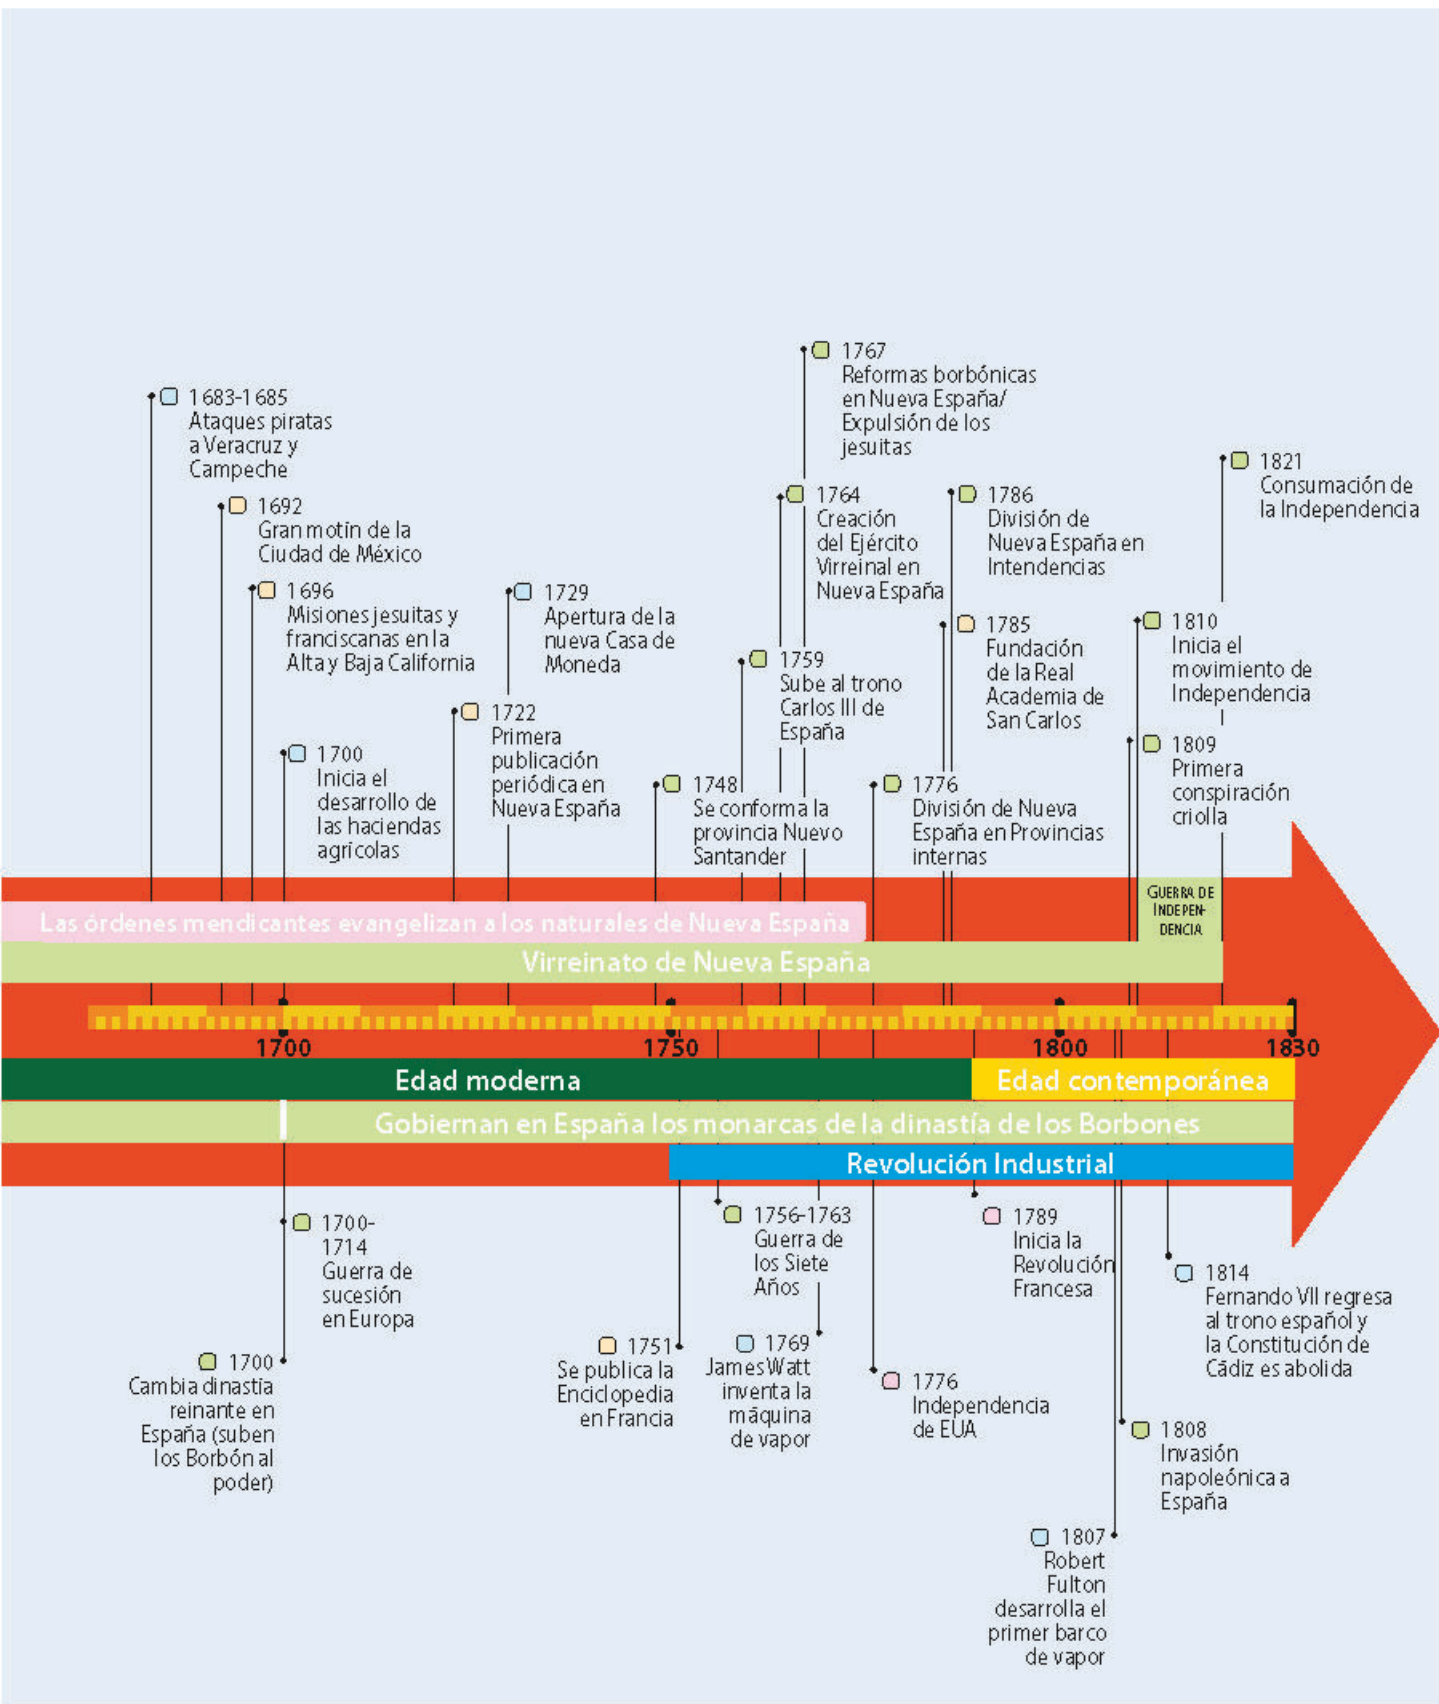 1683-1685
Ataques piratas
a Veracruz y
Campeche
1692
Gran motín de la
Ciudad de México
1696
Misiones jesuitas y
franciscanas en la
Alta y Baja California
1700
Inicia el
desarrollo de
las haciendas
agrícolas
1722
Primera
publicación
periódica en
Nueva España
1729
Apertura de la
nueva Casa de
Moneda
1748
Se conforma la
provincia Nuevo
Santander
1759
Sube al trono
Carlos III de
España
1764
Creación
del Ejército
Virreinal en
Nueva España
1767
Reformas borbónicas
en Nueva España/
Expulsión de los
jesuitas
1776
División de Nueva
España en Provincias
internas
1785
Fundación
de la Real
Academia de
San Carlos
1786
División de
Nueva España en
Intendencias
1809
Primera
conspiración
criolla
1810
Inicia el
movimiento de
Independencia
1821
Consumación de
la Independencia
GUERRA DE
INDEPEN-
DENCIA
Las órdenes mendicantes evangelizan a los naturales de Nueva España
Virreinato de Nueva España
1700
1750
1800
1830
Edad moderna
Edad contemporánea
Gobiernan en España los monarcas de la dinastía de los Borbones
Revolución Industrial
1700-
1714
Guerra de
sucesión
en Europa
1700
Cambia dinastía
reinante en
España (suben
los Borbón al
poder)
1751
Se publica la
Enciclopedia
en Francia
1756-1763
Guerra de
los Siete
Años
1769
James Watt
inventa la
máquina
de vapor
1776
Independencia
de EUA
1789
Inicia la
Revolución
Francesa
1807
Robert
Fulton
desarrolla el
primer barco
de vapor
1808
Invasión
napoleónica a
España
1814
Fernando VII regresa
al trono español y
la Constitución de
Cádiz es abolida